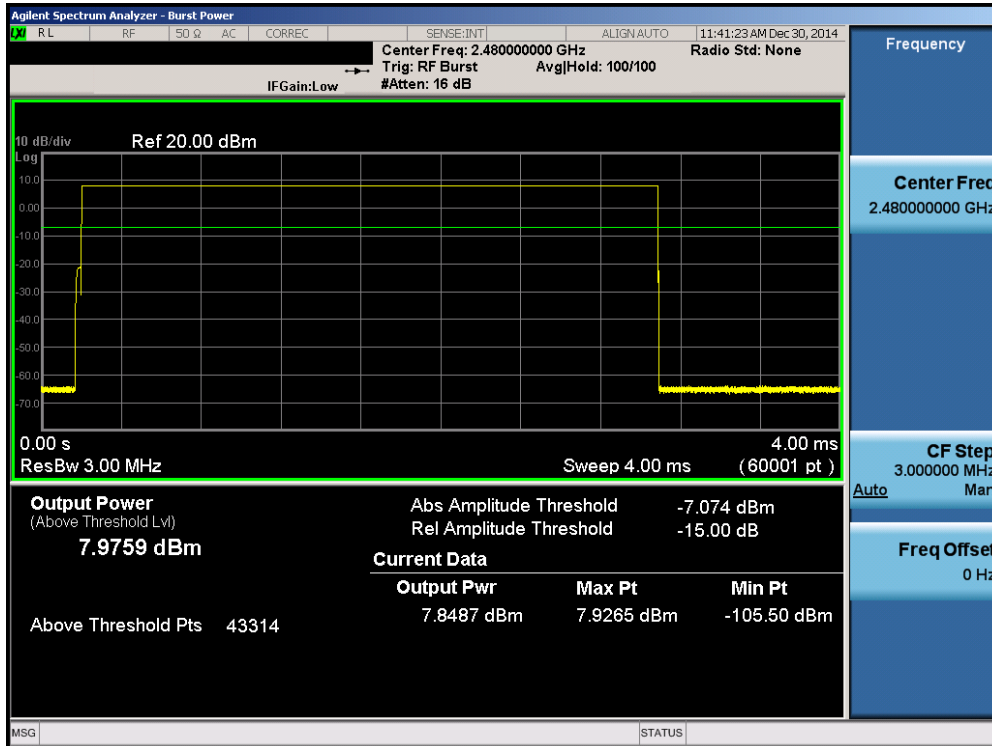 Agilent Spectrum Analyzer - Burst Power
LXI RL RF 50 Ω AC CORREC SENSE:INT ALIGN AUTO 11:41:23 AM Dec 30, 2014
Center Freq: 2.480000000 GHz Radio Std: None
Trig: RF Burst Avg|Hold: 100/100
IFGain:Low #Atten: 16 dB
10 dB/div Ref 20.00 dBm
Log
10.0
0.00
-10.0
-20.0
-30.0
-40.0
-50.0
-60.0
-70.0
0.00 s 4.00 ms
ResBw 3.00 MHz Sweep 4.00 ms (60001 pt)
Output Power
(Above Threshold Lvl)
7.9759 dBm
Above Threshold Pts 43314
Abs Amplitude Threshold -7.074 dBm
Rel Amplitude Threshold -15.00 dB
Current Data
Output Pwr Max Pt Min Pt
7.8487 dBm 7.9265 dBm -105.50 dBm
Frequency
Center Freq
2.480000000 GHz
CF Step
3.000000 MHz
Auto Man
Freq Offset
0 Hz
MSG STATUS